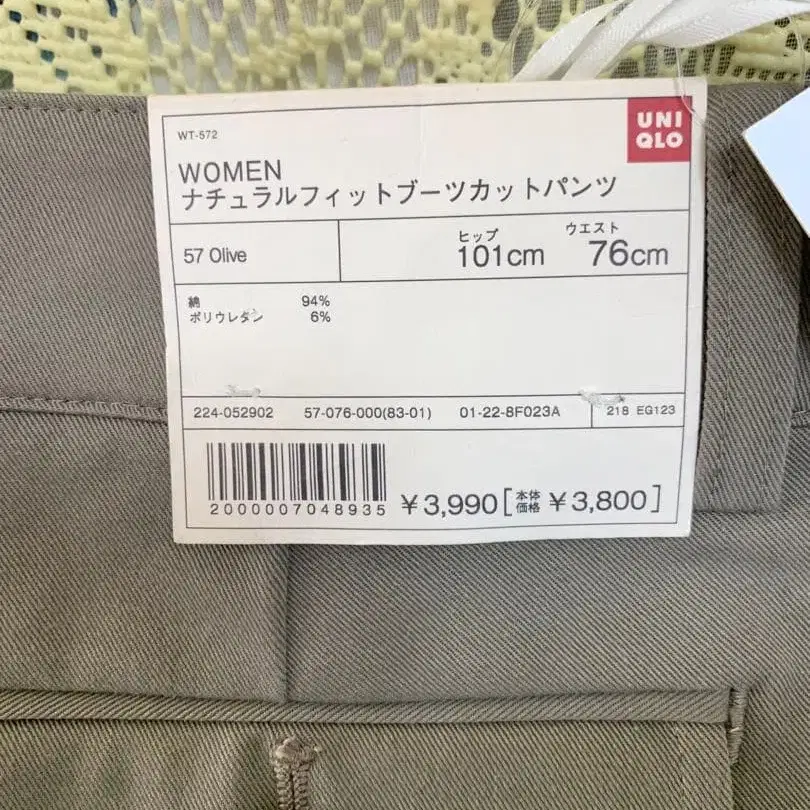 WT-572
UNI
QLO
WOMEN
ナチュラルフィットブーツカットパンツ
57 Olive
ヒップ ウエスト
101cm 76cm
綿 94%
ポリウレタン 6%
224-052902 57-076-000(83-01) 01-22-8F023A 218 EG123
2000007048935
¥3,990[本体価格 ¥3,800]